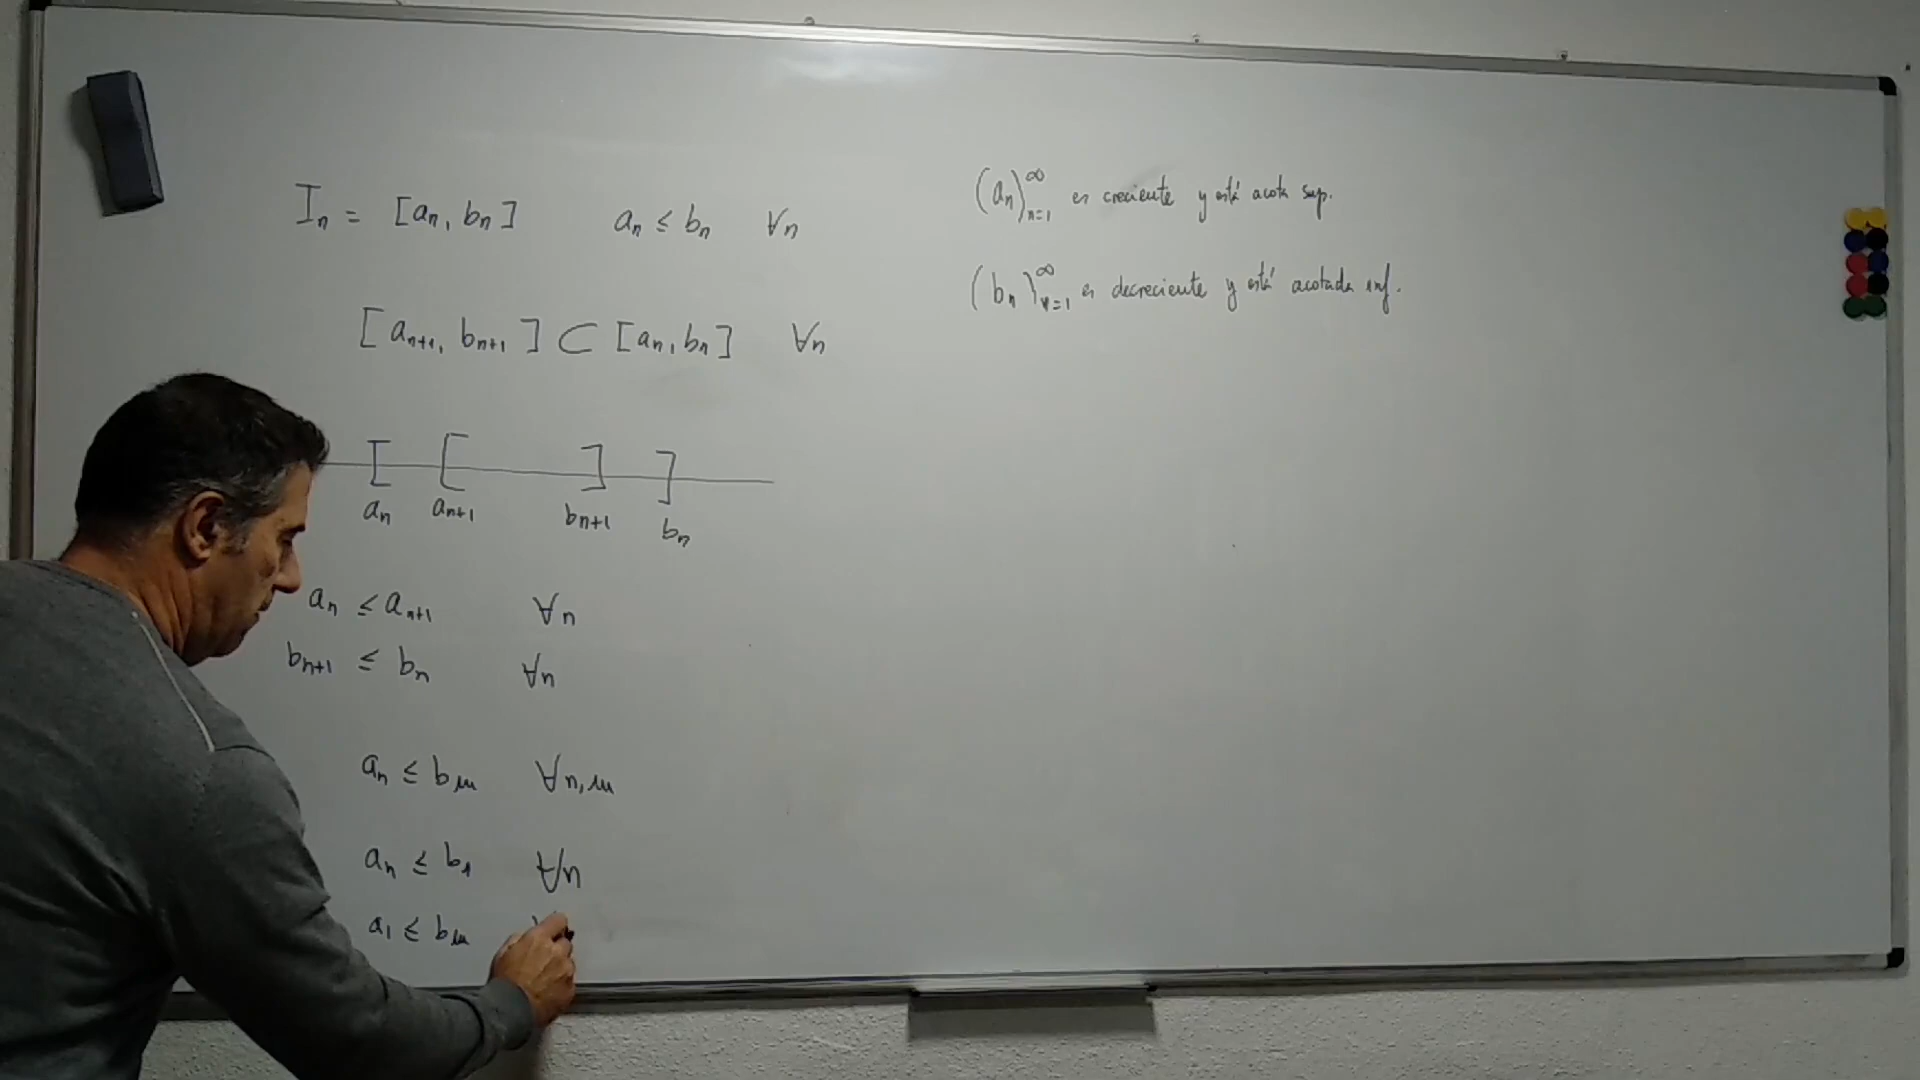 Iₙ = [aₙ, bₙ] aₙ ≤ bₙ ∀n
[aₙ₊₁, bₙ₊₁] ⊂ [aₙ, bₙ] ∀n
[ [ ] ]
aₙ aₙ₊₁ bₙ₊₁ bₙ
aₙ ≤ aₙ₊₁ ∀n
bₙ₊₁ ≤ bₙ ∀n
aₙ ≤ bₘ ∀n,m
aₙ ≤ b₁ ∀n
a₁ ≤ bₘ
(aₙ)ₙ₌₁^∞ es creciente y está acota sup.
(bₙ)ₙ₌₁^∞ es decreciente y está acotada inf.